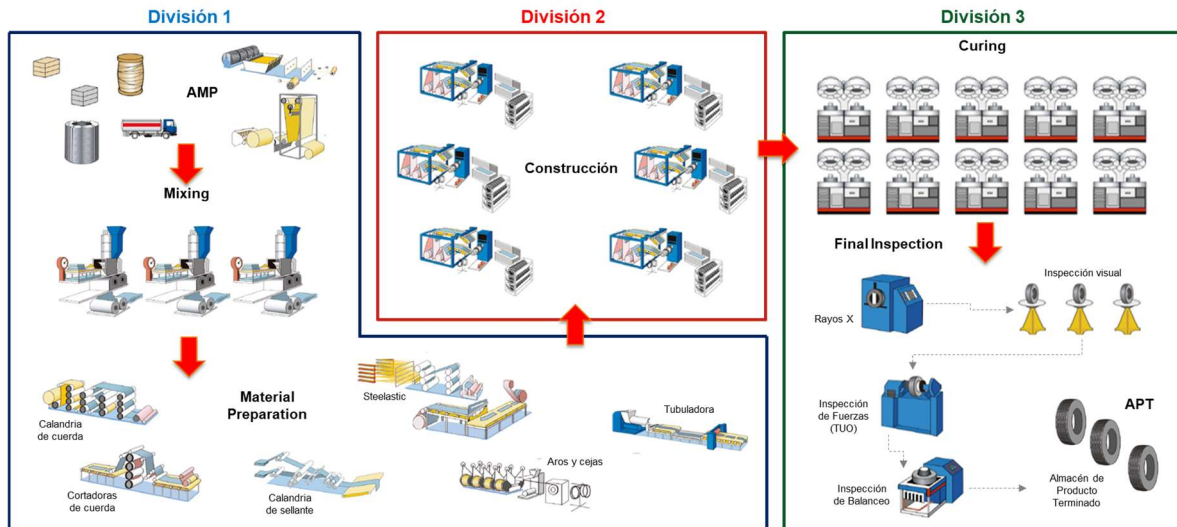 División 1
División 2
División 3
AMP
Mixing
Material
Preparation
Calandria
de cuerda
Cortadoras
de cuerda
Calandria
de sellante
Steelastic
Tubuladora
Aros y cejas
Construcción
Curing
Final Inspection
Rayos X
Inspección visual
Inspección
de Fuerzas
(TUO)
Inspección
de Balanceo
APT
Almacén de
Producto
Terminado